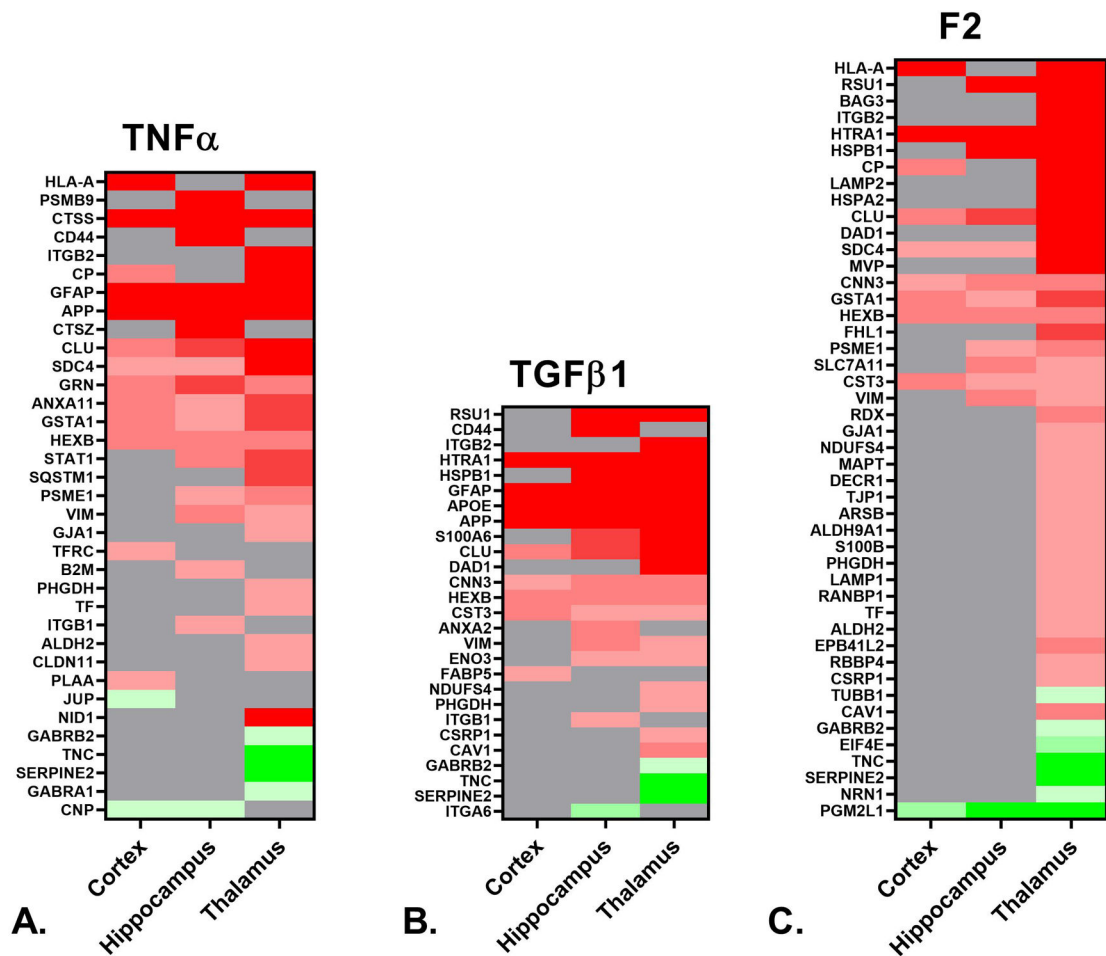 TNFα
HLA-A
PSMB9
CTSS
CD44
ITGB2
CP
GFAP
APP
CTSZ
CLU
SDC4
GRN
ANXA11
GSTA1
HEXB
STAT1
SQSTM1
PSME1
VIM
GJA1
TFRC
B2M
PHGDH
TF
ITGB1
ALDH2
CLDN11
PLAA
JUP
NID1
GABRB2
TNC
SERPINE2
GABRA1
CNP
Cortex
Hippocampus
Thalamus
A.
TGFβ1
RSU1
CD44
ITGB2
HTRA1
HSPB1
GFAP
APOE
APP
S100A6
CLU
DAD1
CNN3
HEXB
CST3
ANXA2
VIM
ENO3
FABP5
NDUFS4
PHGDH
ITGB1
CSRP1
CAV1
GABRB2
TNC
SERPINE2
ITGA6
Cortex
Hippocampus
Thalamus
B.
F2
HLA-A
RSU1
BAG3
ITGB2
HTRA1
HSPB1
CP
LAMP2
HSPA2
CLU
DAD1
SDC4
MVP
CNN3
GSTA1
HEXB
FHL1
PSME1
SLC7A11
CST3
VIM
RDX
GJA1
NDUFS4
MAPT
DECR1
TJP1
ARSB
ALDH9A1
S100B
PHGDH
LAMP1
RANBP1
TF
ALDH2
EPB41L2
RBBP4
CSRP1
TUBB1
CAV1
GABRB2
EIF4E
TNC
SERPINE2
NRN1
PGM2L1
Cortex
Hippocampus
Thalamus
C.